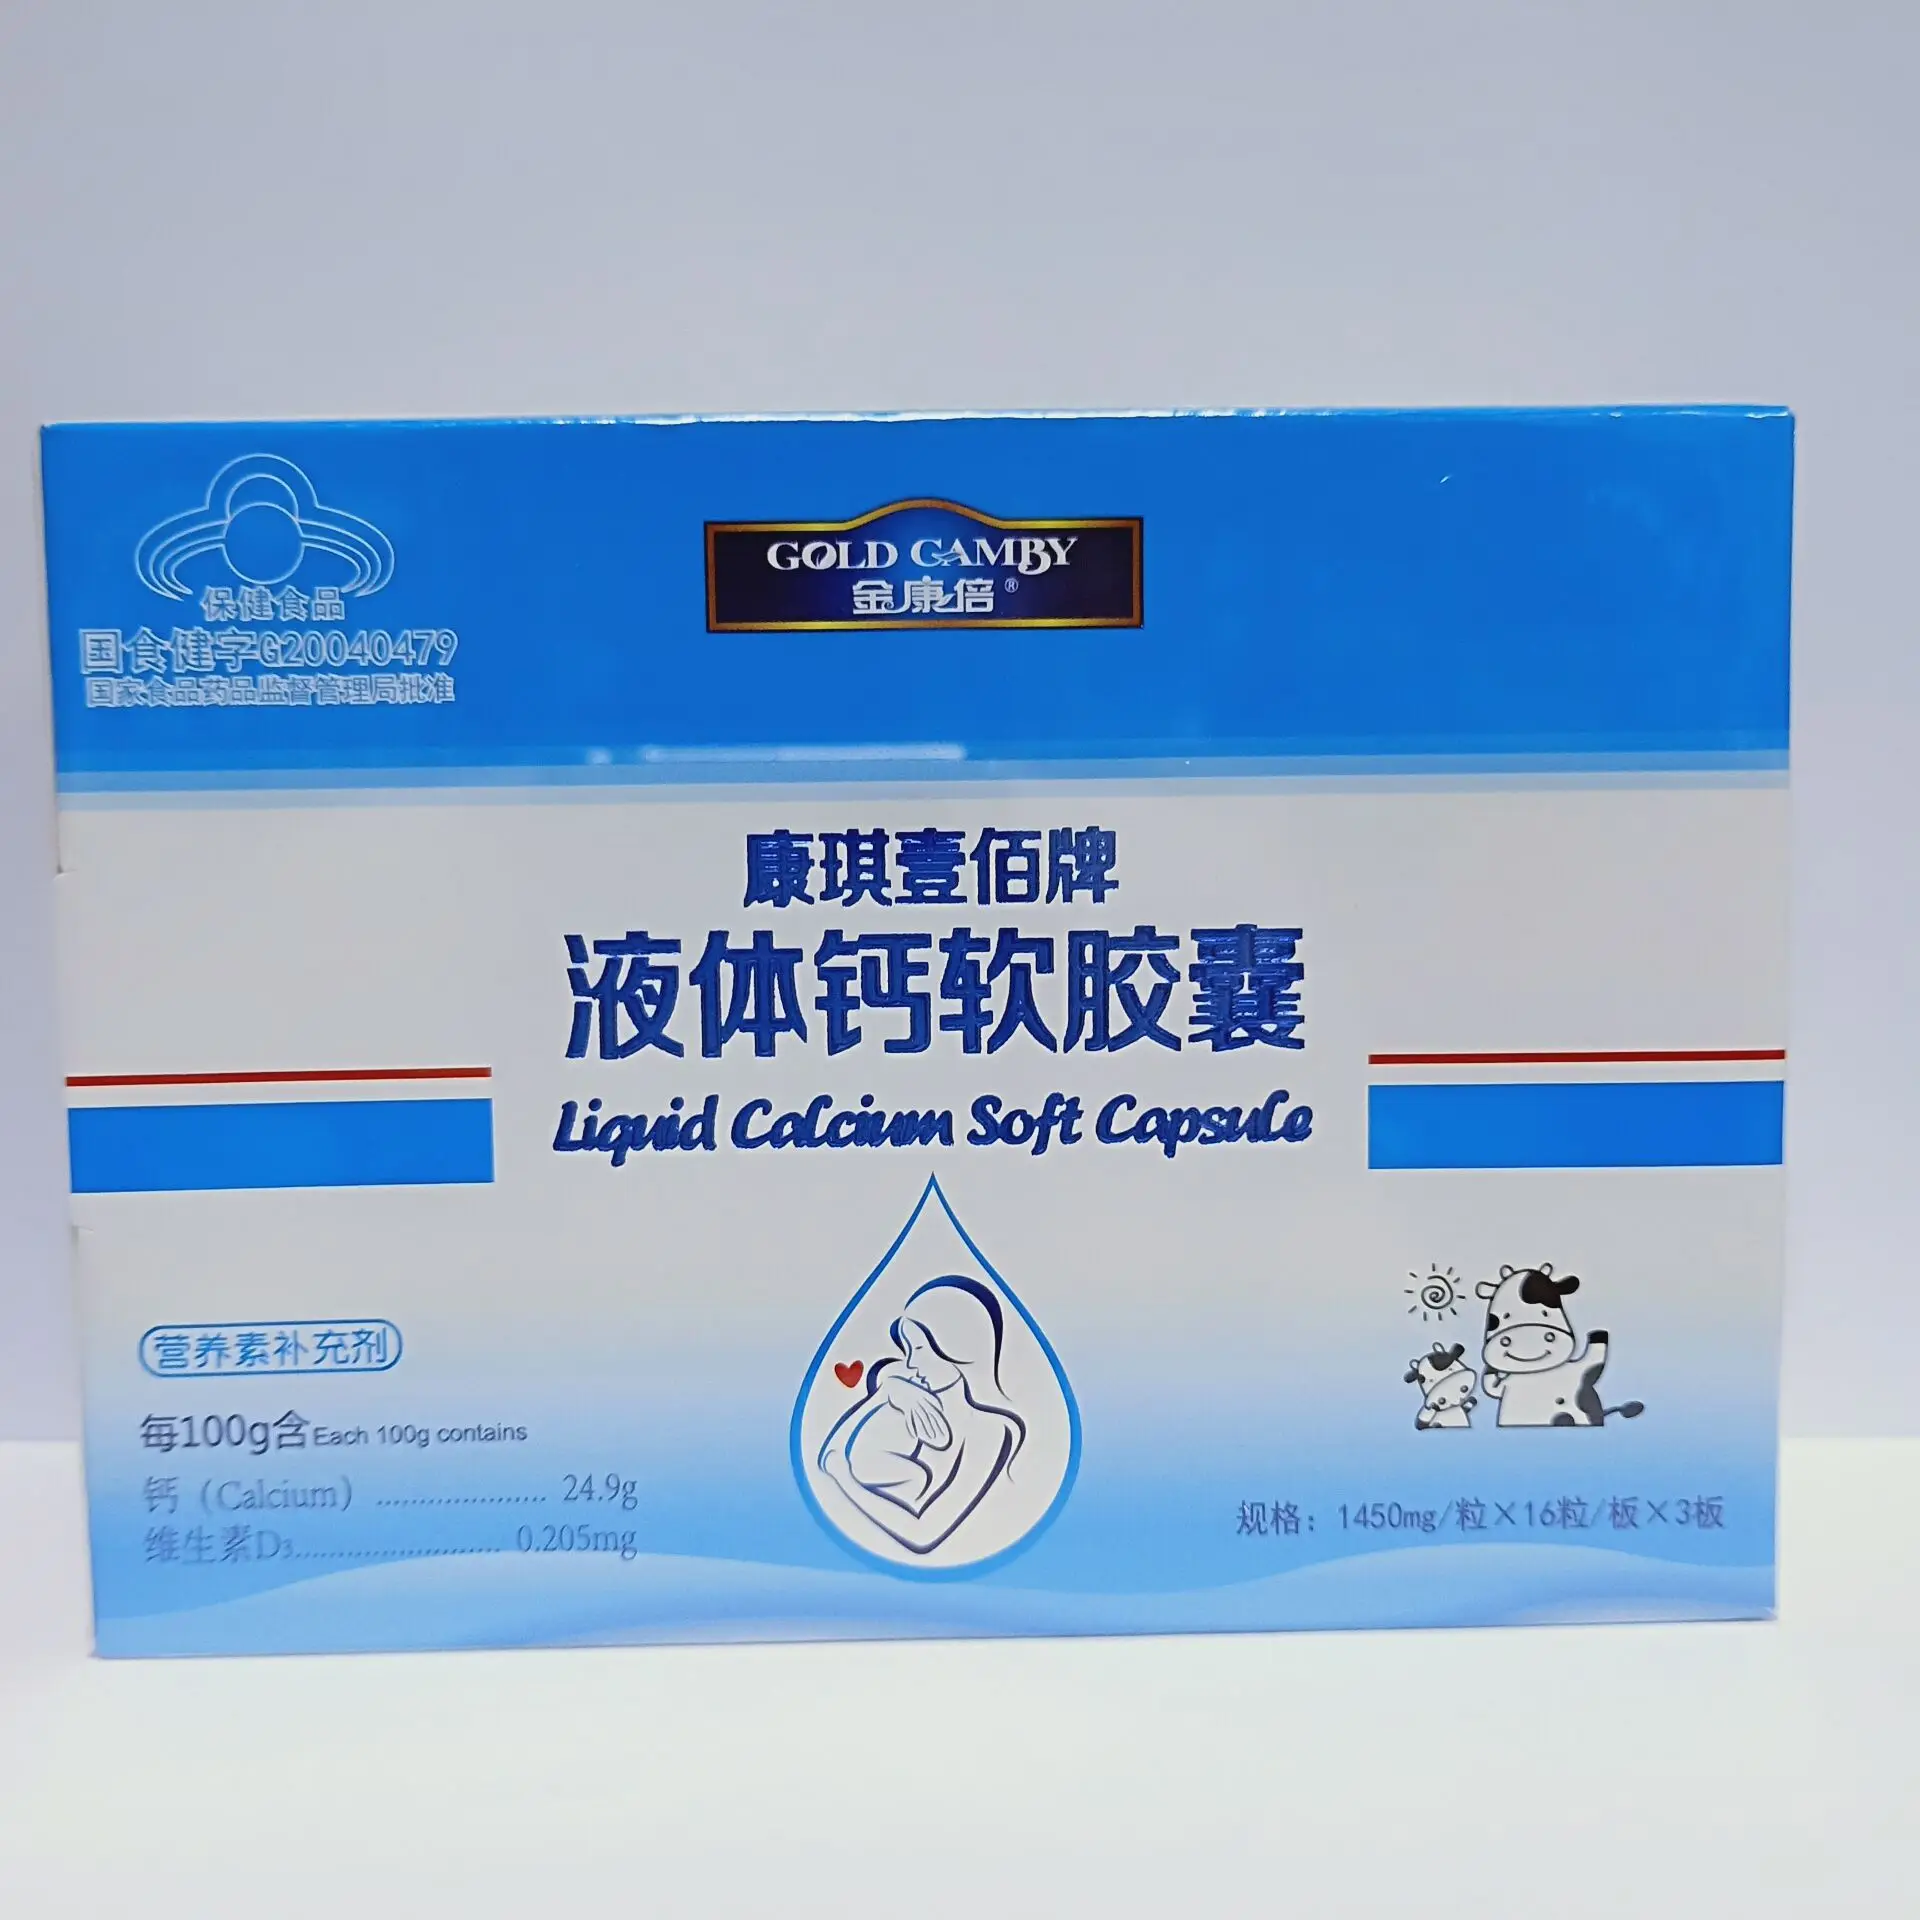 保健食品
国食健字G20040479
国家食品药品监督管理局批准
GOLD CAMBY
金康倍®
康琪壹佰牌
液体钙软胶囊
Liquid Calcium Soft Capsule
营养素补充剂
每100g含Each 100g contains
钙（Calcium）.................... 24.9g
维生素D₃........................ 0.205mg
规格：1450mg/粒×16粒/板×3板